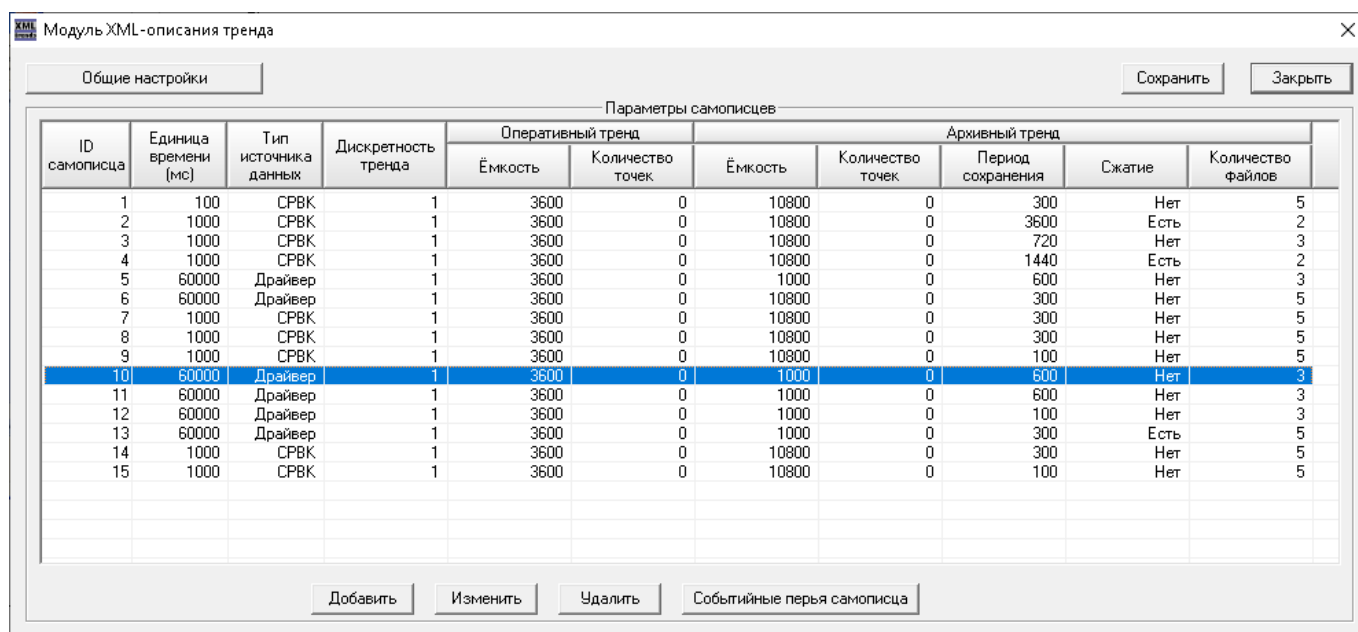 XML Модуль XML-описания тренда
Общие настройки Сохранить Закрыть
Параметры самописцев
ID самописца Единица времени (мс) Тип источника данных Дискретность тренда Оперативный тренд Архивный тренд
Ёмкость Количество точек Ёмкость Количество точек Период сохранения Сжатие Количество файлов
1 100 СРВК 1 3600 0 10800 0 300 Нет 5
2 1000 СРВК 1 3600 0 10800 0 3600 Есть 2
3 1000 СРВК 1 3600 0 10800 0 720 Нет 3
4 1000 СРВК 1 3600 0 10800 0 1440 Есть 2
5 60000 Драйвер 1 3600 0 1000 0 600 Нет 3
6 60000 Драйвер 1 3600 0 10800 0 300 Нет 5
7 1000 СРВК 1 3600 0 10800 0 300 Нет 5
8 1000 СРВК 1 3600 0 10800 0 300 Нет 5
9 1000 СРВК 1 3600 0 10800 0 100 Нет 5
10 60000 Драйвер 1 3600 0 1000 0 600 Нет 3
11 60000 Драйвер 1 3600 0 1000 0 600 Нет 3
12 60000 Драйвер 1 3600 0 1000 0 100 Нет 3
13 60000 Драйвер 1 3600 0 1000 0 300 Есть 5
14 1000 СРВК 1 3600 0 10800 0 300 Нет 5
15 1000 СРВК 1 3600 0 10800 0 100 Нет 5
Добавить Изменить Удалить Событийные перья самописца